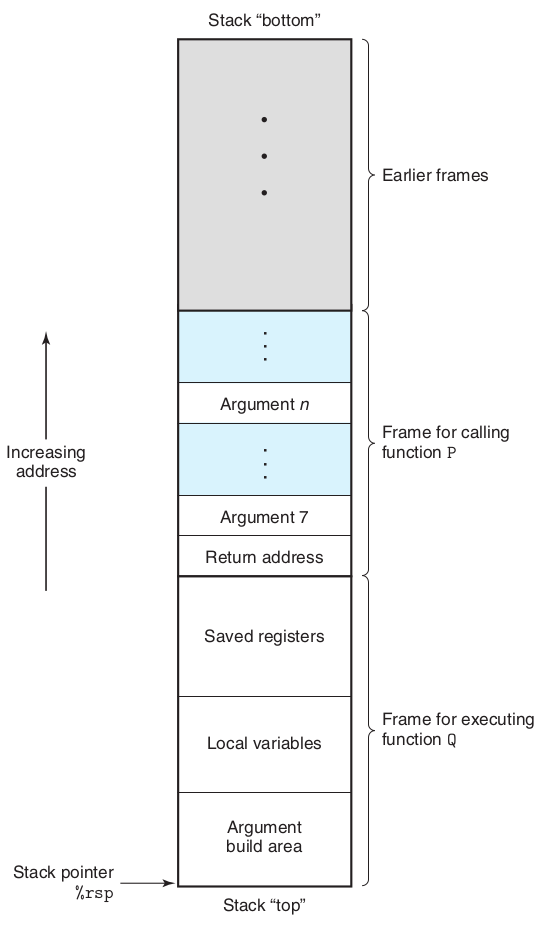 Stack “bottom”
Earlier frames
Argument n
Frame for calling
function P
Increasing
address
Argument 7
Return address
Saved registers
Frame for executing
function Q
Local variables
Argument
build area
Stack pointer
%rsp
Stack “top”